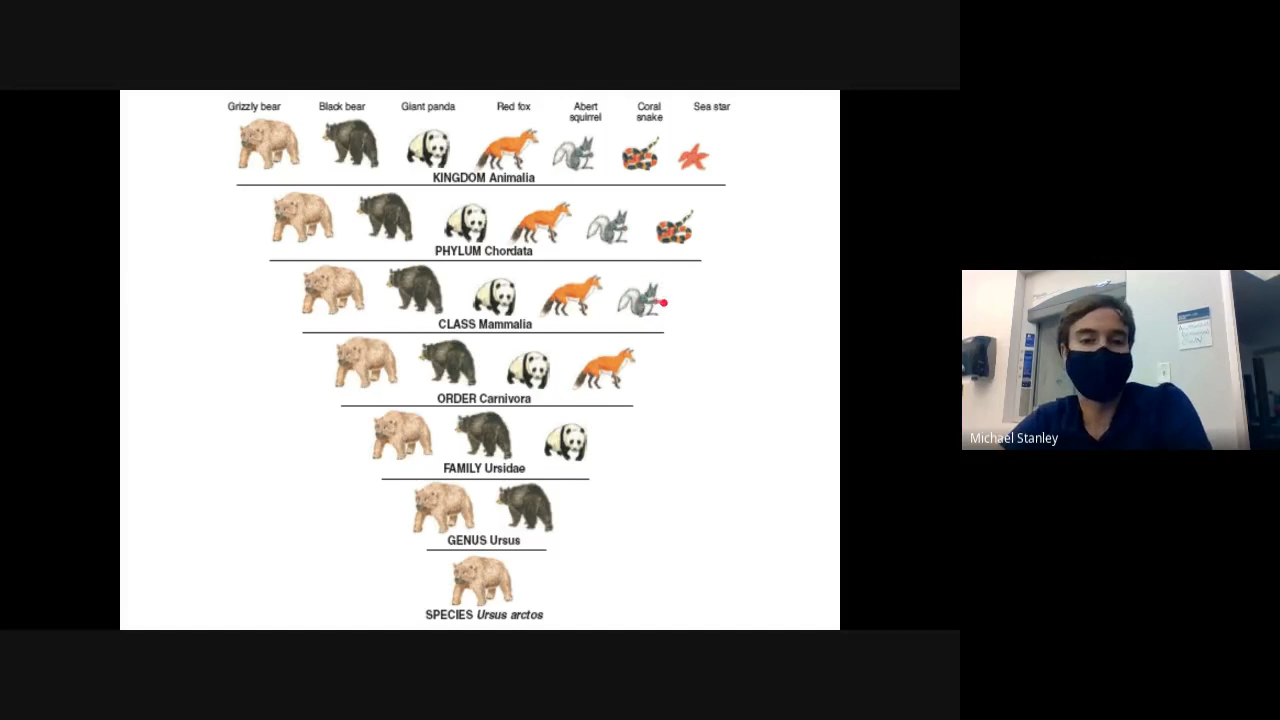 Grizzly bear Black bear Giant panda Red fox Abert squirrel Coral snake Sea star
KINGDOM Animalia
PHYLUM Chordata
CLASS Mammalia
ORDER Carnivora
FAMILY Ursidae
GENUS Ursus
SPECIES Ursus arctos
Michael Stanley